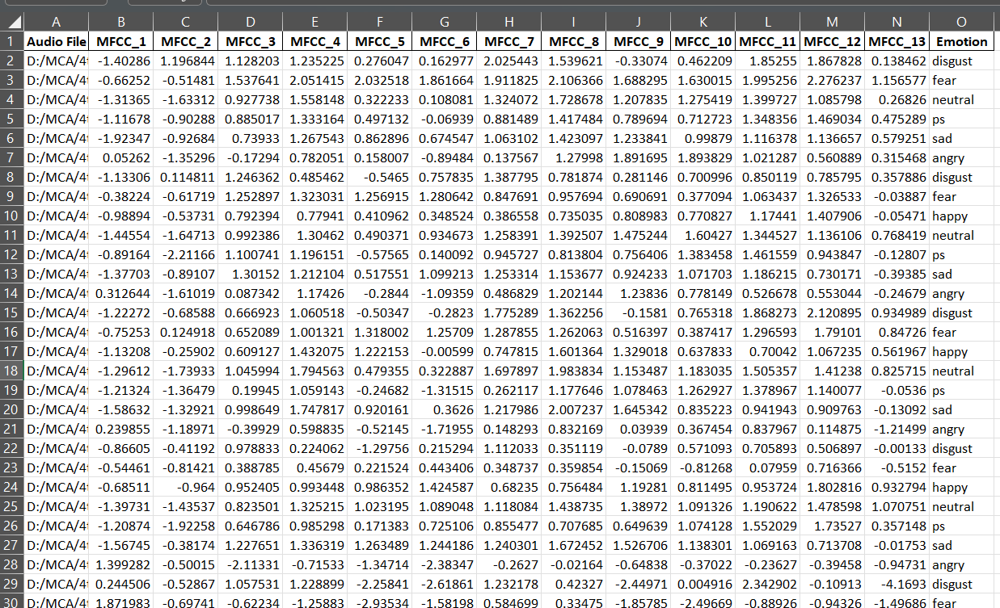 A B C D E F G H I J K L M N O
1 Audio File MFCC_1 MFCC_2 MFCC_3 MFCC_4 MFCC_5 MFCC_6 MFCC_7 MFCC_8 MFCC_9 MFCC_10 MFCC_11 MFCC_12 MFCC_13 Emotion
2 D:/MCA/4 -1.40286 1.196844 1.128203 1.235225 0.276047 0.162977 2.025443 1.539621 -0.33074 0.462209 1.85255 1.867828 0.138462 disgust
3 D:/MCA/4 -0.66252 -0.51481 1.537641 2.051415 2.032518 1.861664 1.911825 2.106366 1.688295 1.630015 1.995256 2.276237 1.156577 fear
4 D:/MCA/4 -1.31365 -1.63312 0.927738 1.558148 0.322233 0.108081 1.324072 1.728678 1.207835 1.275419 1.399727 1.085798 0.26826 neutral
5 D:/MCA/4 -1.11678 -0.90288 0.885017 1.333164 0.497132 -0.06939 0.881489 1.417484 0.789694 0.712723 1.348356 1.469034 0.475289 ps
6 D:/MCA/4 -1.92347 -0.92684 0.73933 1.267543 0.862896 0.674547 1.063102 1.423097 1.233841 0.99879 1.116378 1.136657 0.579251 sad
7 D:/MCA/4 0.05262 -1.35296 -0.17294 0.782051 0.158007 -0.89484 0.137567 1.27998 1.891695 1.893829 1.021287 0.560889 0.315468 angry
8 D:/MCA/4 -1.13306 0.114811 1.246362 0.485462 -0.5465 0.757835 1.387795 0.781874 0.281146 0.700996 0.850119 0.785795 0.357886 disgust
9 D:/MCA/4 -0.38224 -0.61719 1.252897 1.323031 1.256915 1.280642 0.847691 0.957694 0.690691 0.377094 1.063437 1.326533 -0.03887 fear
10 D:/MCA/4 -0.98894 -0.53731 0.792394 0.77941 0.410962 0.348524 0.386558 0.735035 0.808983 0.770827 1.17441 1.407906 -0.05471 happy
11 D:/MCA/4 -1.44554 -1.64713 0.992386 1.30462 0.490371 0.934673 1.258391 1.392507 1.475244 1.60427 1.344527 1.136106 0.768419 neutral
12 D:/MCA/4 -0.89164 -2.21166 1.100741 1.196151 -0.57565 0.140092 0.945727 0.813804 0.756406 1.383458 1.461559 0.943847 -0.12807 ps
13 D:/MCA/4 -1.37703 -0.89107 1.30152 1.212104 0.517551 1.099213 1.253314 1.153677 0.924233 1.071703 1.186215 0.730171 -0.39385 sad
14 D:/MCA/4 0.312644 -1.61019 0.087342 1.17426 -0.2844 -1.09359 0.486829 1.202144 1.23836 0.778149 0.526678 0.553044 -0.24679 angry
15 D:/MCA/4 -1.22272 -0.68588 0.666923 1.060518 -0.50347 -0.2823 1.775289 1.362256 -0.1581 0.765318 1.868273 2.120895 0.934989 disgust
16 D:/MCA/4 -0.75253 0.124918 0.652089 1.001321 1.318002 1.25709 1.287855 1.262063 0.516397 0.387417 1.296593 1.79101 0.84726 fear
17 D:/MCA/4 -1.13208 -0.25902 0.609127 1.432075 1.222153 -0.00599 0.747815 1.601364 1.329018 0.637833 0.70042 1.067235 0.561967 happy
18 D:/MCA/4 -1.29612 -1.73933 1.045994 1.794563 0.479355 0.322887 1.697897 1.983834 1.153487 1.183035 1.505357 1.41238 0.825715 neutral
19 D:/MCA/4 -1.21324 -1.36479 0.19945 1.059143 -0.24682 -1.31515 0.262117 1.177646 1.078463 1.262927 1.378967 1.140077 -0.0536 ps
20 D:/MCA/4 -1.58632 -1.32921 0.998649 1.747817 0.920161 0.3626 1.217986 2.007237 1.645342 0.835223 0.941943 0.909763 -0.13092 sad
21 D:/MCA/4 0.239855 -1.18971 -0.39929 0.598835 -0.52145 -1.71955 0.148293 0.832169 0.03939 0.367454 0.837967 0.114875 -1.21499 angry
22 D:/MCA/4 -0.86605 -0.41192 0.978833 0.224062 -1.29756 0.215294 1.112033 0.351119 -0.0789 0.571093 0.705893 0.506897 -0.00133 disgust
23 D:/MCA/4 -0.54461 -0.81421 0.388785 0.45679 0.221524 0.443406 0.348737 0.359854 -0.15069 -0.81268 0.07959 0.716366 -0.5152 fear
24 D:/MCA/4 -0.68511 -0.964 0.952405 0.993448 0.986352 1.424587 0.68235 0.756484 1.19281 0.811495 0.953724 1.802816 0.932794 happy
25 D:/MCA/4 -1.39731 -1.43537 0.823501 1.325215 1.023195 1.089048 1.118084 1.438735 1.38972 1.091326 1.190622 1.478598 1.070751 neutral
26 D:/MCA/4 -1.20874 -1.92258 0.646786 0.985298 0.171383 0.725106 0.855477 0.707685 0.649639 1.074128 1.552029 1.73527 0.357148 ps
27 D:/MCA/4 -1.56745 -0.38174 1.227651 1.336319 1.263489 1.244186 1.240301 1.672452 1.526706 1.138301 1.069163 0.713708 -0.01753 sad
28 D:/MCA/4 1.399282 -0.50015 -2.11331 -0.71533 -1.34714 -2.38347 -0.2627 -0.02164 -0.64838 -0.37022 -0.23627 -0.39458 -0.94731 angry
29 D:/MCA/4 0.244506 -0.52867 1.057531 1.228899 -2.25841 -2.61861 1.232178 0.42327 -2.44971 0.004916 2.342902 -0.10913 -4.1693 disgust
30 D:/MCA/4 1.871983 -0.69741 -0.62234 -1.25883 -2.93534 -1.58198 0.584699 0.33475 -1.85785 -2.49669 -0.88926 -0.94326 -1.49686 fear